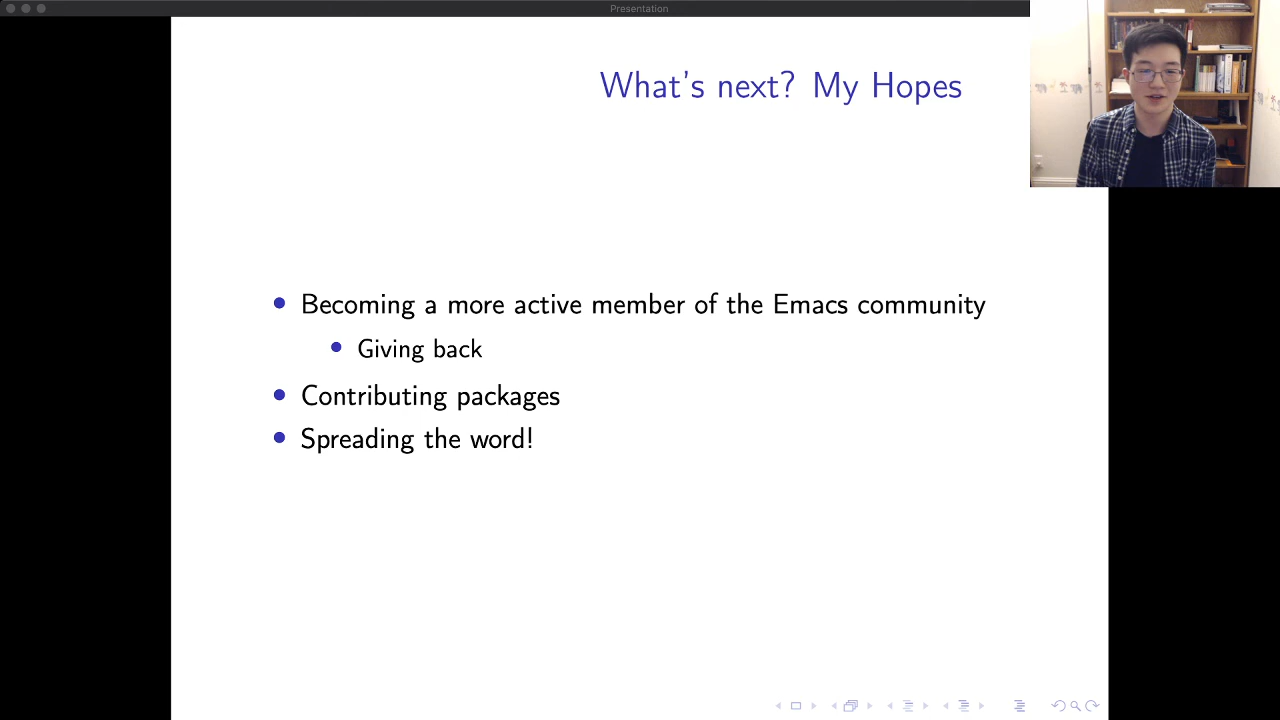 Presentation
What's next? My Hopes
Becoming a more active member of the Emacs community
Giving back
Contributing packages
Spreading the word!